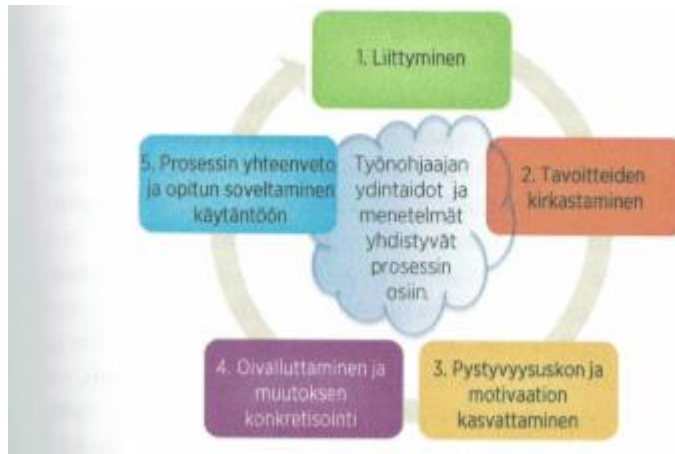 1. Liittyminen
2. Tavoitteiden
kirkastaminen
3. Pystyvyysuskon ja
motivaation
kasvattaminen
4. Oivalluttaminen ja
muutoksen
konkretisointi
5. Prosessin yhteenveto
ja opitun soveltaminen
käytäntöön
Työnohjaajan
ydintaidot ja
menetelmät
yhdistyvät
prosessin
osiin.